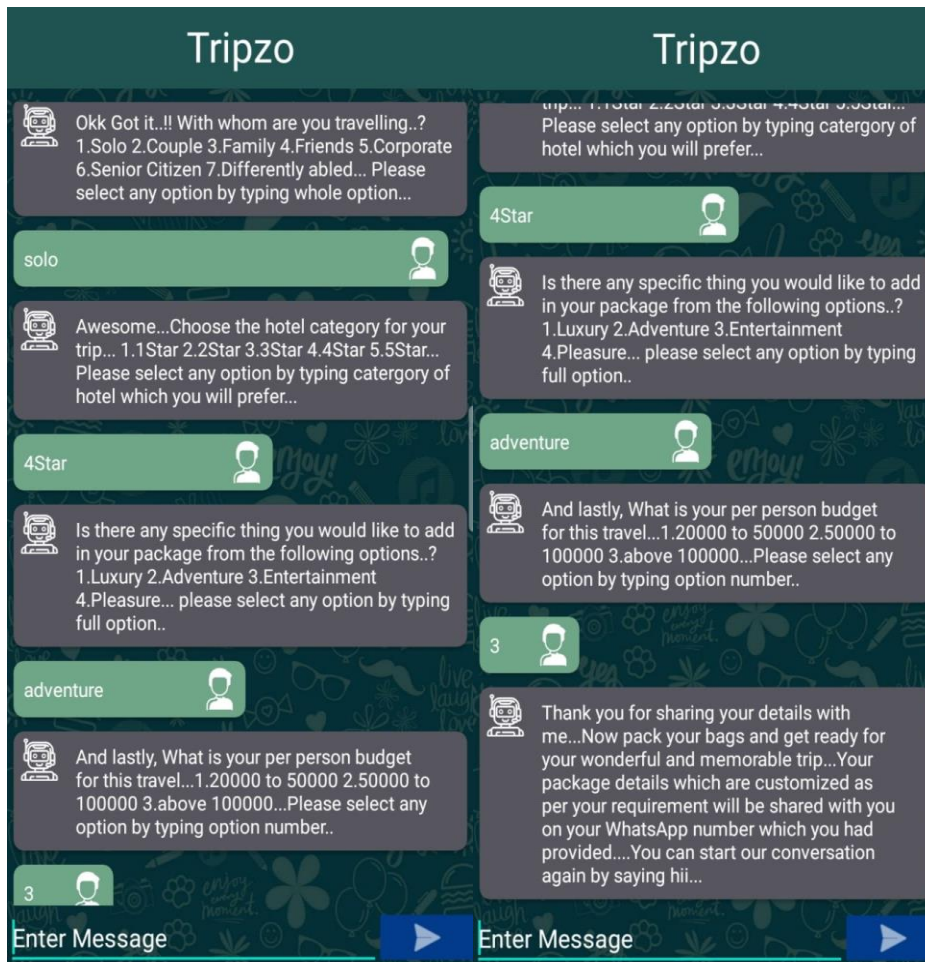 Tripzo
Okk Got it..!! With whom are you travelling..?
1.Solo 2.Couple 3.Family 4.Friends 5.Corporate
6.Senior Citizen 7.Differently abled... Please
select any option by typing whole option...
solo
Awesome...Choose the hotel category for your
trip... 1.1Star 2.2Star 3.3Star 4.4Star 5.5Star...
Please select any option by typing catergory of
hotel which you will prefer...
4Star
Is there any specific thing you would like to add
in your package from the following options..?
1.Luxury 2.Adventure 3.Entertainment
4.Pleasure... please select any option by typing
full option..
adventure
And lastly, What is your per person budget
for this travel...1.20000 to 50000 2.50000 to
100000 3.above 100000...Please select any
option by typing option number..
3
Enter Message
Tripzo
trip... 1.1Star 2.2Star 3.3Star 4.4Star 5.5Star...
Please select any option by typing catergory of
hotel which you will prefer...
4Star
Is there any specific thing you would like to add
in your package from the following options..?
1.Luxury 2.Adventure 3.Entertainment
4.Pleasure... please select any option by typing
full option..
adventure
And lastly, What is your per person budget
for this travel...1.20000 to 50000 2.50000 to
100000 3.above 100000...Please select any
option by typing option number..
3
Thank you for sharing your details with
me...Now pack your bags and get ready for
your wonderful and memorable trip...Your
package details which are customized as
per your requirement will be shared with you
on your WhatsApp number which you had
provided....You can start our conversation
again by saying hii...
Enter Message